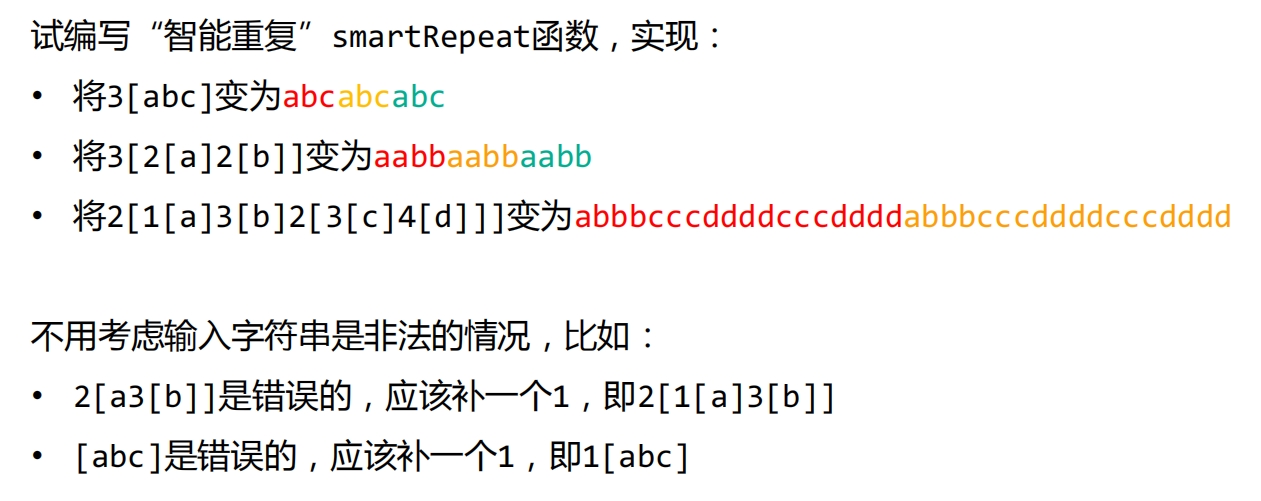 试编写“智能重复”smartRepeat函数，实现：
• 将3[abc]变为abcabcabc
• 将3[2[a]2[b]]变为aabbaabbaabb
• 将2[1[a]3[b]2[3[c]4[d]]]变为abbbcccddddcccddddabbbcccddddcccdddd
不用考虑输入字符串是非法的情况，比如：
• 2[a3[b]]是错误的，应该补一个1，即2[1[a]3[b]]
• [abc]是错误的，应该补一个1，即1[abc]